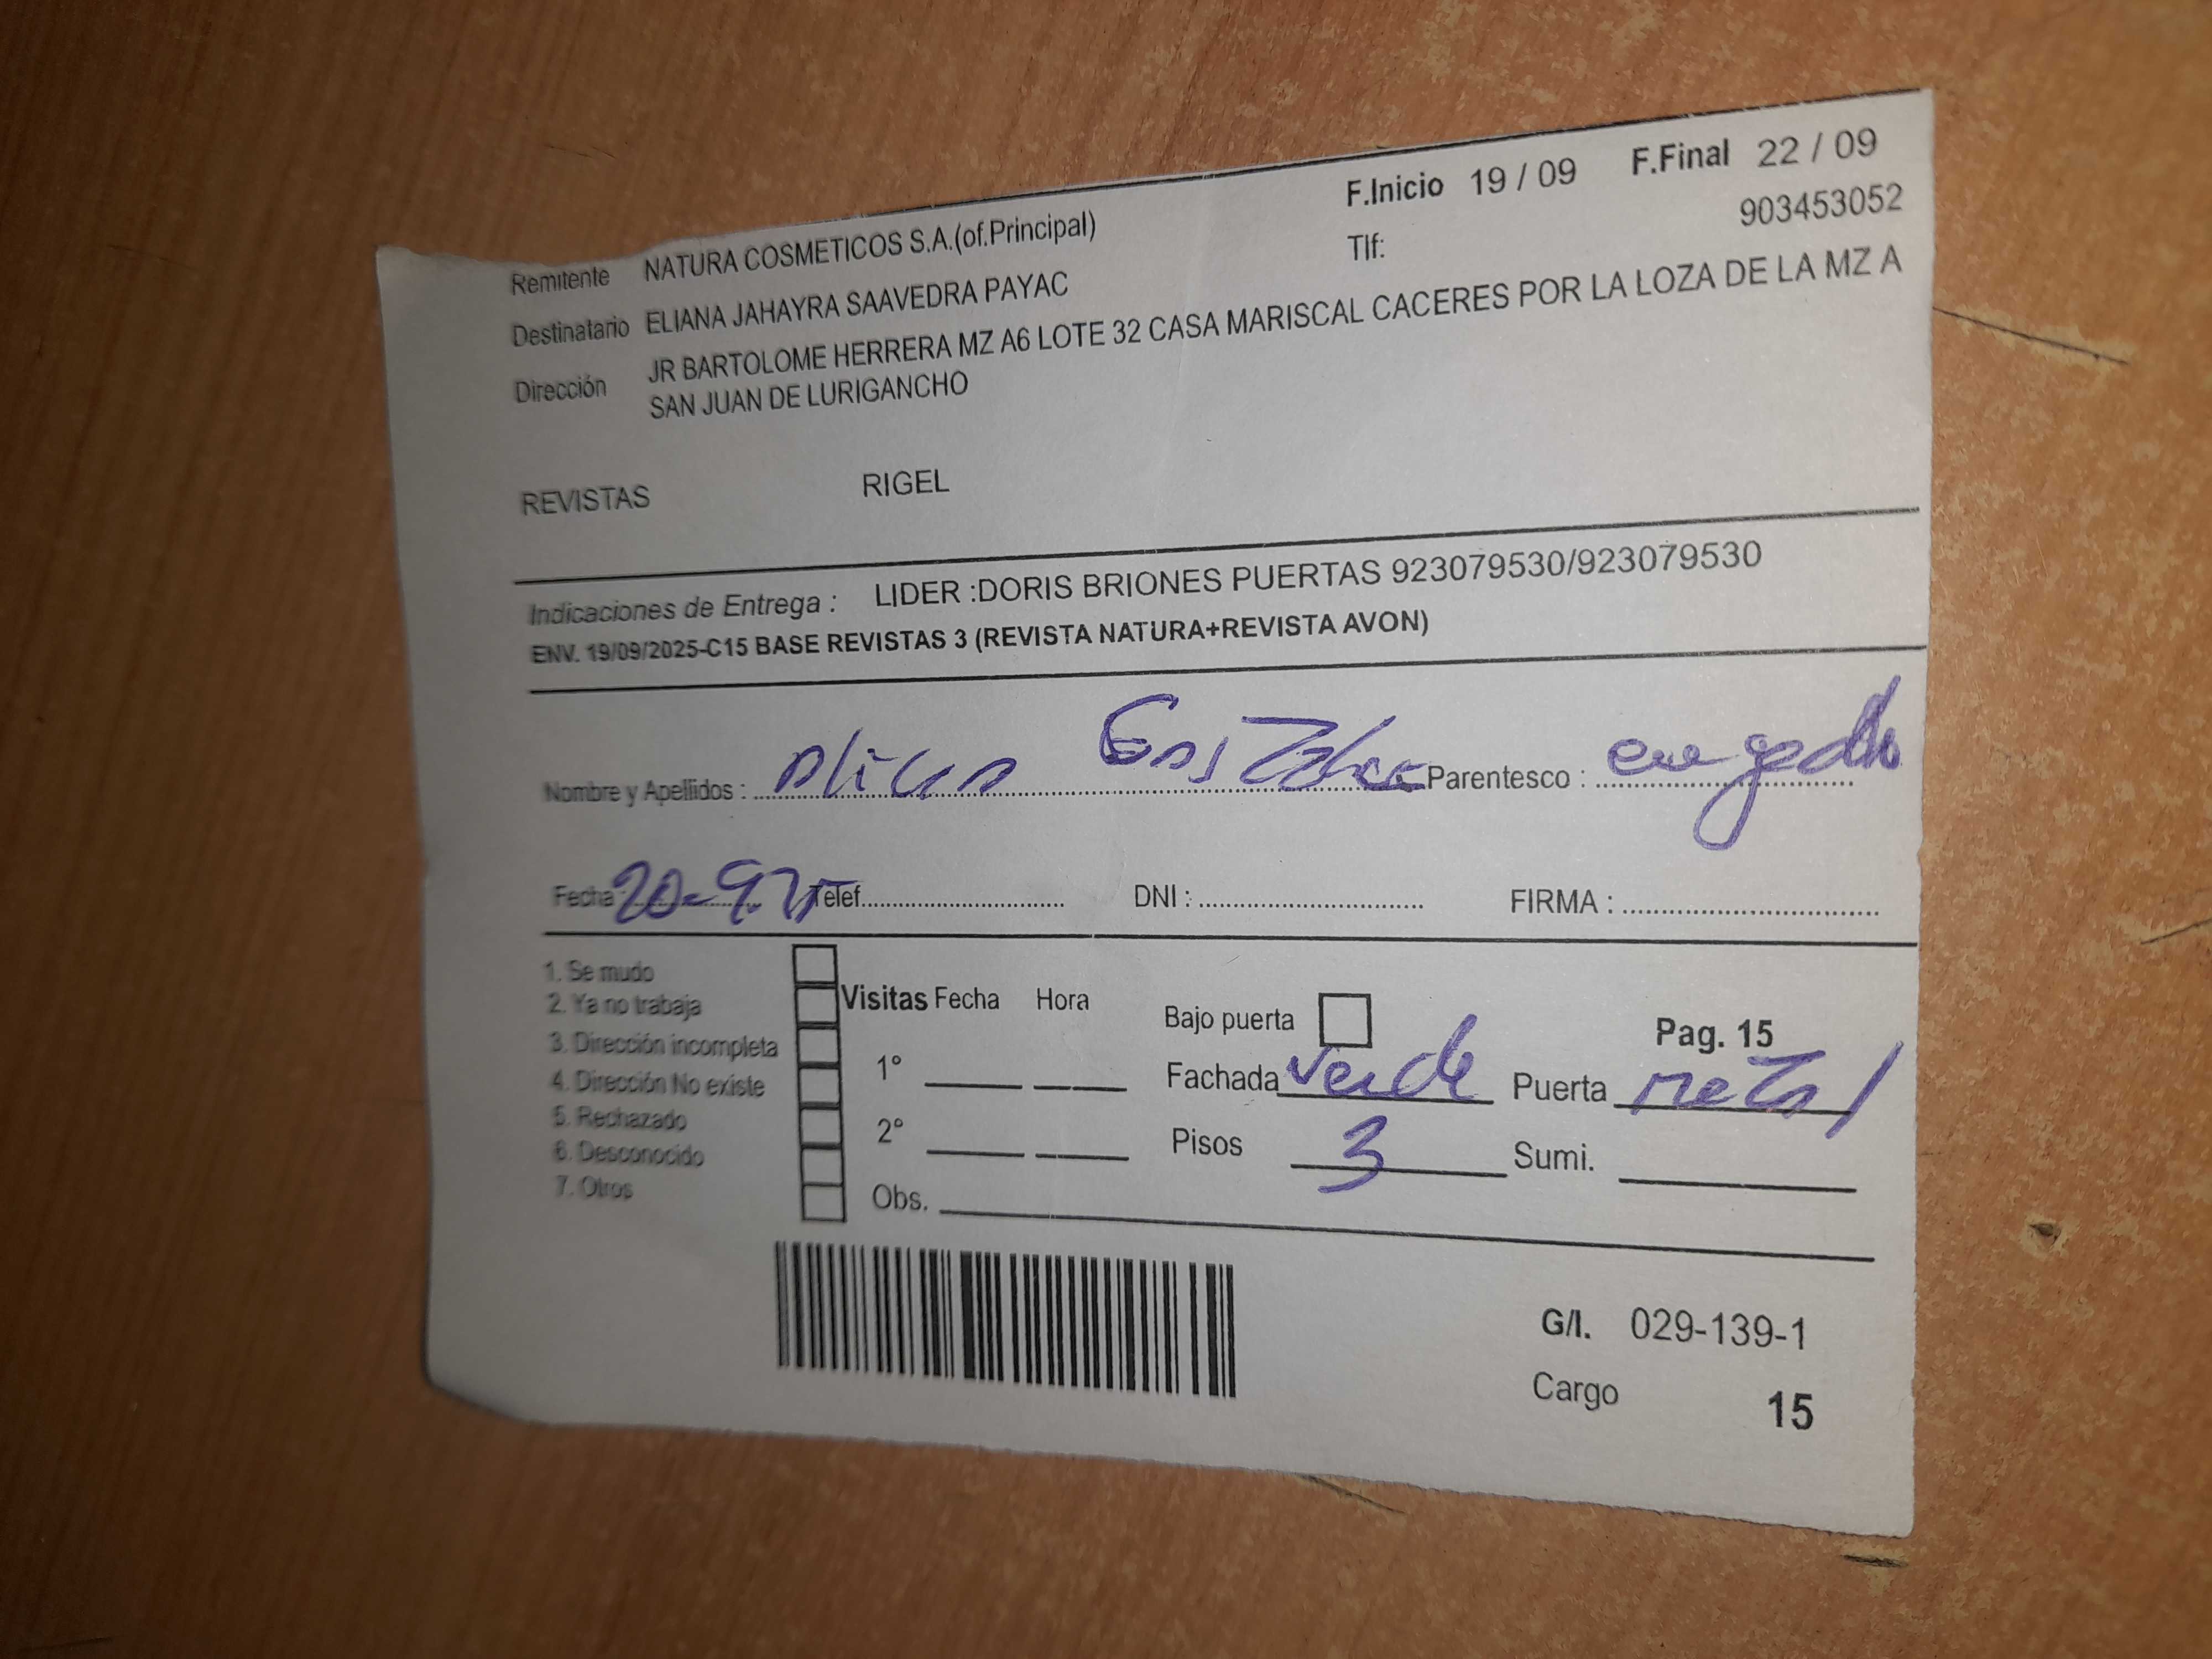 F.Inicio 19 / 09 F.Final 22 / 09
Remitente NATURA COSMETICOS S.A.(of.Principal) Tlf: 903453052
Destinatario ELIANA JAHAYRA SAAVEDRA PAYAC
Dirección JR BARTOLOME HERRERA MZ A6 LOTE 32 CASA MARISCAL CACERES POR LA LOZA DE LA MZ A
SAN JUAN DE LURIGANCHO
REVISTAS RIGEL
Indicaciones de Entrega : LIDER :DORIS BRIONES PUERTAS 923079530/923079530
ENV. 19/09/2025-C15 BASE REVISTAS 3 (REVISTA NATURA+REVISTA AVON)
Nombre y Apellidos : Parentesco :
Fecha 20-9-25 Telef. DNI : FIRMA :
1. Se mudo
2. Ya no trabaja
3. Dirección incompleta
4. Dirección No existe
5. Rechazado
6. Desconocido
7. Otros
Visitas Fecha Hora
1°
2°
Obs.
Bajo puerta Pag. 15
Fachada verde Puerta metal
Pisos 3 Sumi.
G/I. 029-139-1
Cargo 15